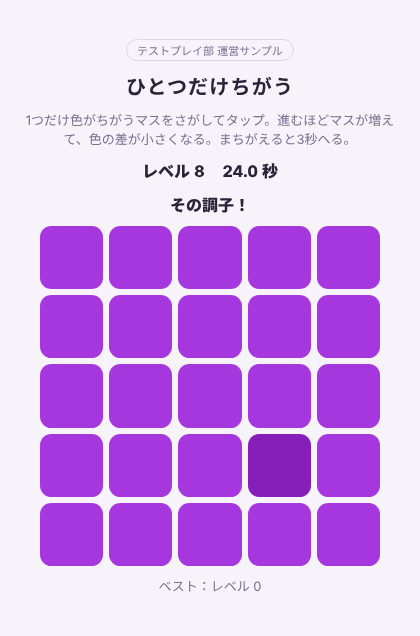 テストプレイ部 運営サンプル
ひとつだけちがう
1つだけ色がちがうマスをさがしてタップ。進むほどマスが増え
て、色の差が小さくなる。まちがえると3秒へる。
レベル 8 24.0 秒
その調子！
ベスト：レベル 0